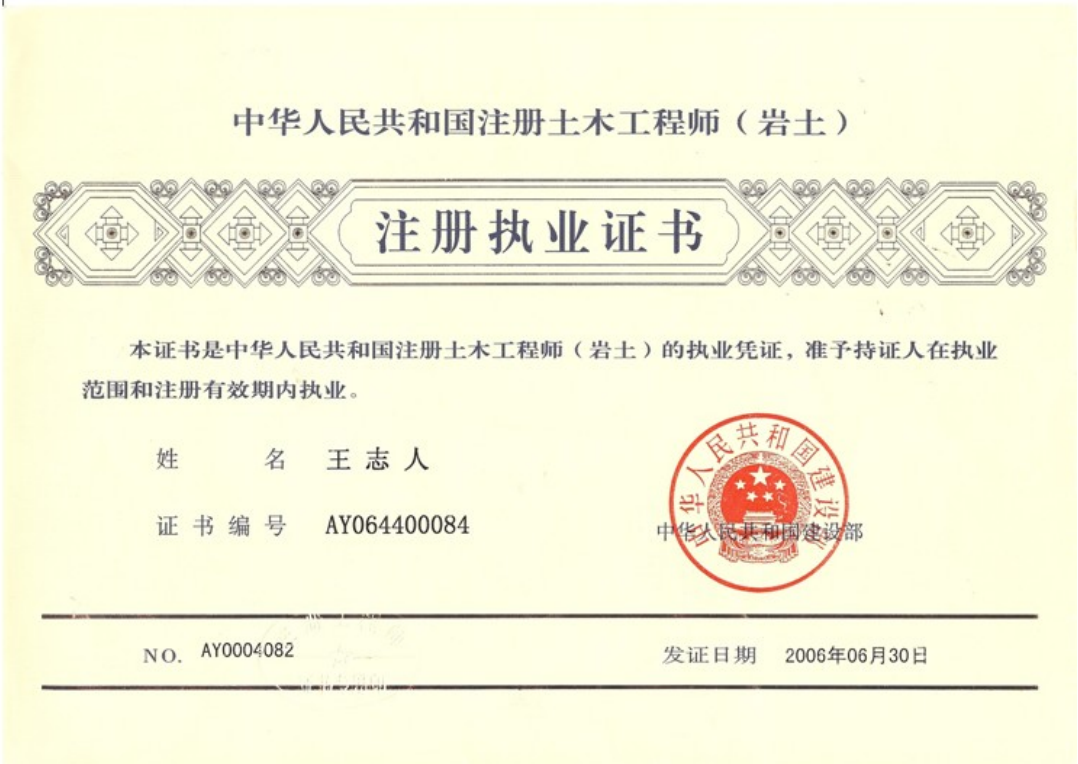 中华人民共和国注册土木工程师（岩土）
注册执业证书
本证书是中华人民共和国注册土木工程师（岩土）的执业凭证，准予持证人在执业
范围和注册有效期内执业。
姓 名 王志人
证书编号 AY064400084
中华人民共和国建设部
中华人民共和国建设部
NO. AY0004082
发证日期 2006年06月30日